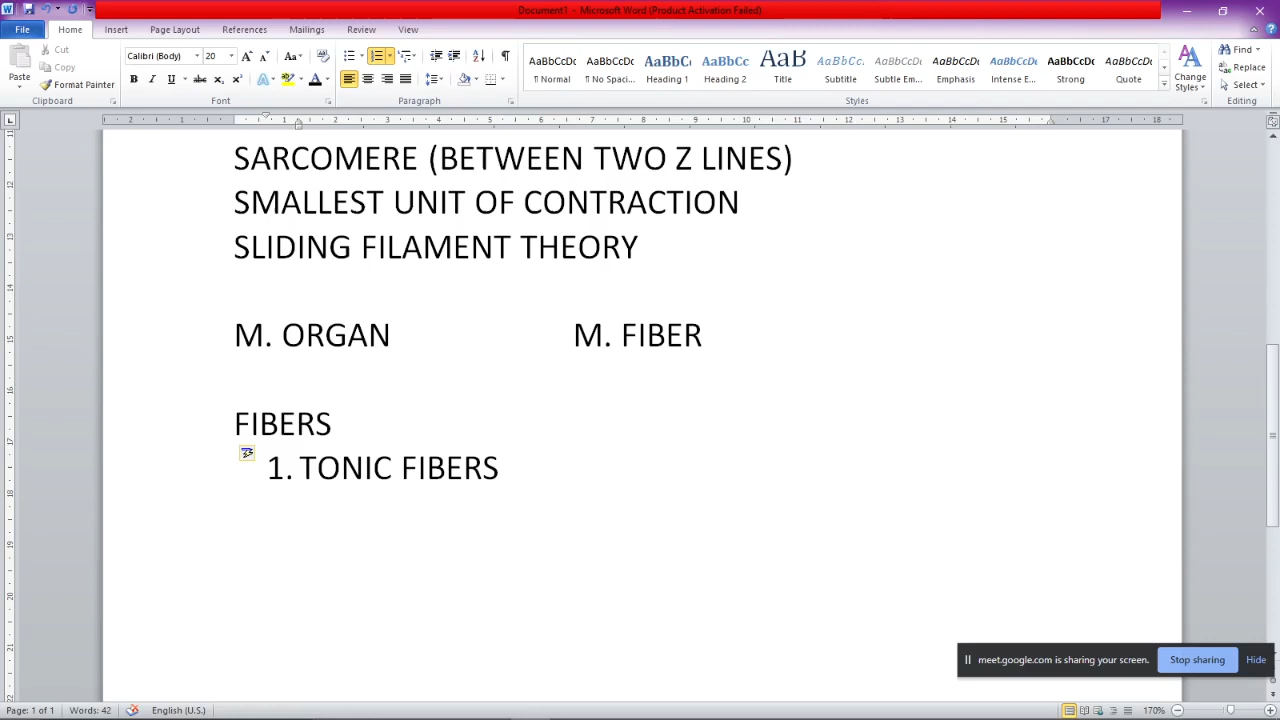 Document1 - Microsoft Word (Product Activation Failed)
File Home Insert Page Layout References Mailings Review View
Paste Cut Copy Format Painter Clipboard
Calibri (Body) 20 Font
Paragraph
AaBbCcDc ¶ Normal AaBbCcDc ¶ No Spaci... AaBbC Heading 1 AaBbCc Heading 2 AaB Title AaBbCc. Subtitle AaBbCcDc Subtle Em... AaBbCcDc Emphasis AaBbCcDc Intense E... AaBbCcDc Strong AaBbCcDc Quote Change Styles Styles
Find Replace Select Editing
SARCOMERE (BETWEEN TWO Z LINES)
SMALLEST UNIT OF CONTRACTION
SLIDING FILAMENT THEORY
M. ORGAN M. FIBER
FIBERS
1. TONIC FIBERS
meet.google.com is sharing your screen. Stop sharing Hide
Page: 1 of 1 Words: 42 English (U.S.) 170%